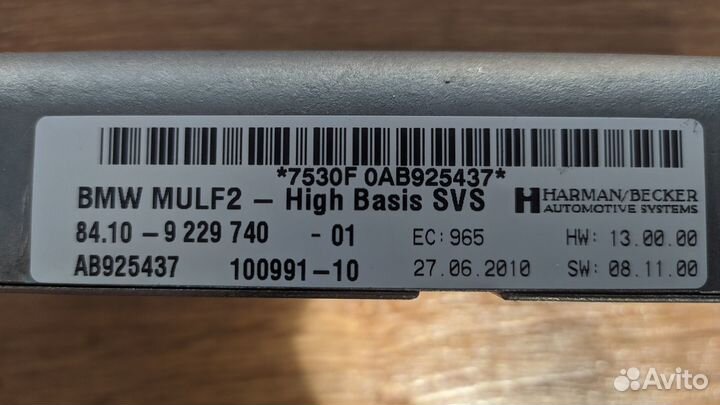 *7530F 0AB925437*
BMW MULF2 – High Basis SVS
HARMAN/BECKER
AUTOMOTIVE SYSTEMS
84.10 – 9 229 740 - 01 EC: 965 HW: 13.00.00
AB925437 100991-10 27.06.2010 SW: 08.11.00
Avito